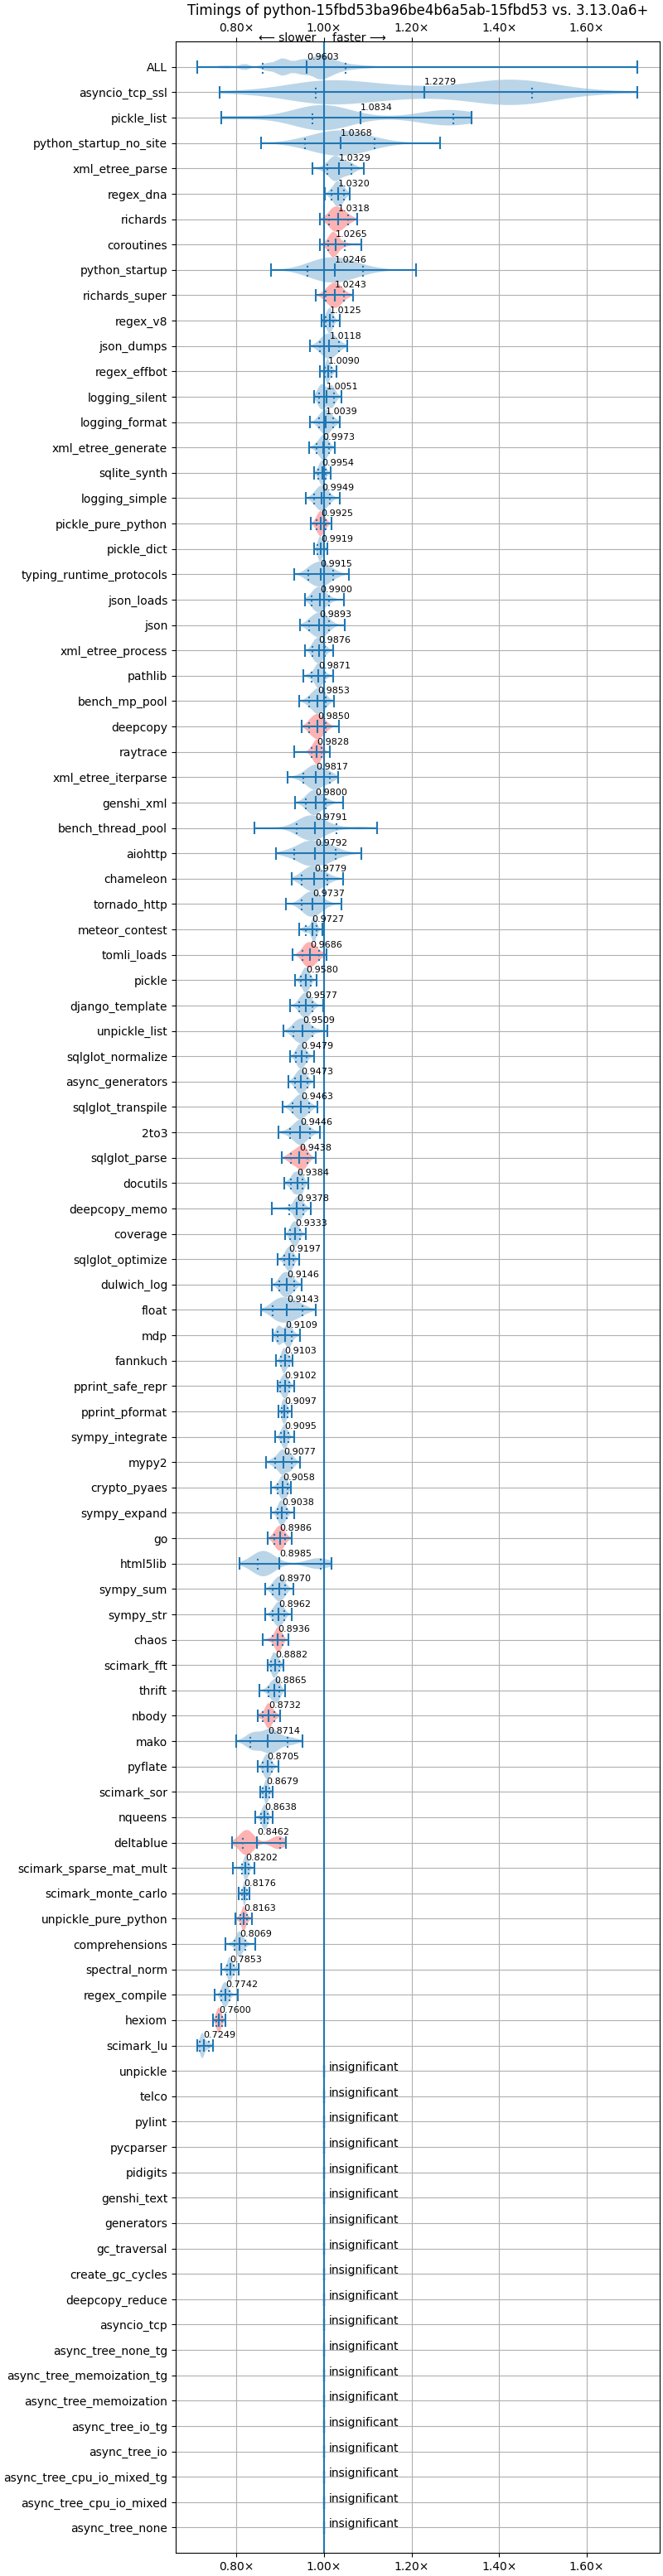 Timings of python-15fbd53ba96be4b6a5ab-15fbd53 vs. 3.13.0a6+
0.80× 1.00× 1.20× 1.40× 1.60×
⟵ slower faster ⟶
ALL 0.9603
asyncio_tcp_ssl 1.2279
pickle_list 1.0834
python_startup_no_site 1.0368
xml_etree_parse 1.0329
regex_dna 1.0320
richards 1.0318
coroutines 1.0265
python_startup 1.0246
richards_super 1.0243
regex_v8 1.0125
json_dumps 1.0118
regex_effbot 1.0090
logging_silent 1.0051
logging_format 1.0039
xml_etree_generate 0.9973
sqlite_synth 0.9954
logging_simple 0.9949
pickle_pure_python 0.9925
pickle_dict 0.9919
typing_runtime_protocols 0.9915
json_loads 0.9900
json 0.9893
xml_etree_process 0.9876
pathlib 0.9871
bench_mp_pool 0.9853
deepcopy 0.9850
raytrace 0.9828
xml_etree_iterparse 0.9817
genshi_xml 0.9800
bench_thread_pool 0.9791
aiohttp 0.9792
chameleon 0.9779
tornado_http 0.9737
meteor_contest 0.9727
tomli_loads 0.9686
pickle 0.9580
django_template 0.9577
unpickle_list 0.9509
sqlglot_normalize 0.9479
async_generators 0.9473
sqlglot_transpile 0.9463
2to3 0.9446
sqlglot_parse 0.9438
docutils 0.9384
deepcopy_memo 0.9378
coverage 0.9333
sqlglot_optimize 0.9197
dulwich_log 0.9146
float 0.9143
mdp 0.9109
fannkuch 0.9103
pprint_safe_repr 0.9102
pprint_pformat 0.9097
sympy_integrate 0.9095
mypy2 0.9077
crypto_pyaes 0.9058
sympy_expand 0.9038
go 0.8986
html5lib 0.8985
sympy_sum 0.8970
sympy_str 0.8962
chaos 0.8936
scimark_fft 0.8882
thrift 0.8865
nbody 0.8732
mako 0.8714
pyflate 0.8705
scimark_sor 0.8679
nqueens 0.8638
deltablue 0.8462
scimark_sparse_mat_mult 0.8202
scimark_monte_carlo 0.8176
unpickle_pure_python 0.8163
comprehensions 0.8069
spectral_norm 0.7853
regex_compile 0.7742
hexiom 0.7600
scimark_lu 0.7249
unpickle insignificant
telco insignificant
pylint insignificant
pycparser insignificant
pidigits insignificant
genshi_text insignificant
generators insignificant
gc_traversal insignificant
create_gc_cycles insignificant
deepcopy_reduce insignificant
asyncio_tcp insignificant
async_tree_none_tg insignificant
async_tree_memoization_tg insignificant
async_tree_memoization insignificant
async_tree_io_tg insignificant
async_tree_io insignificant
async_tree_cpu_io_mixed_tg insignificant
async_tree_cpu_io_mixed insignificant
async_tree_none insignificant
0.80× 1.00× 1.20× 1.40× 1.60×